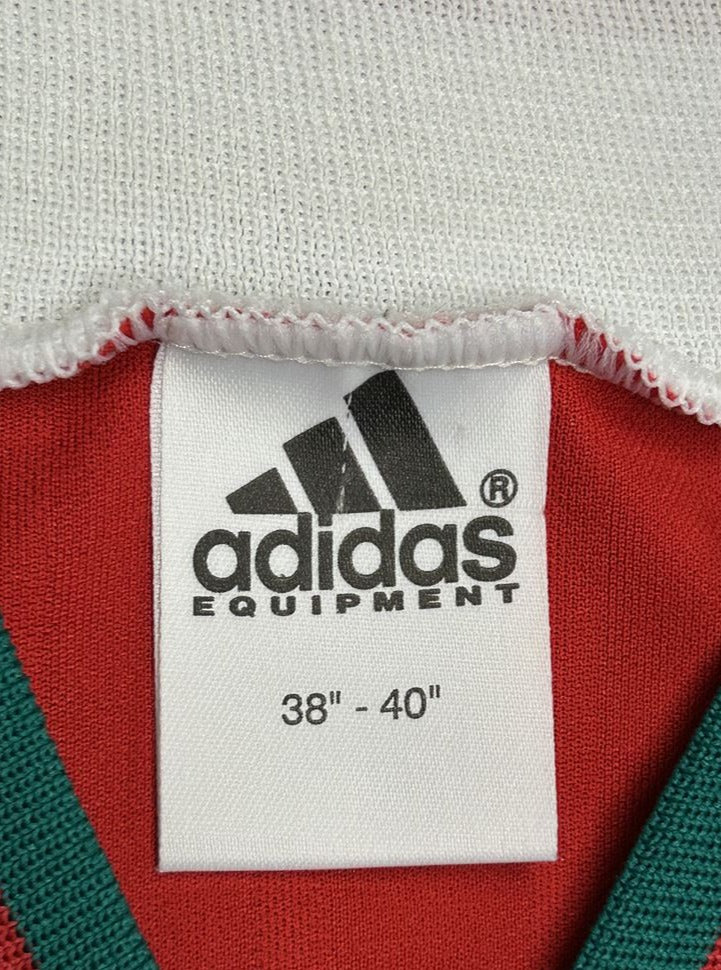 ®
adidas
EQUIPMENT
38" - 40"